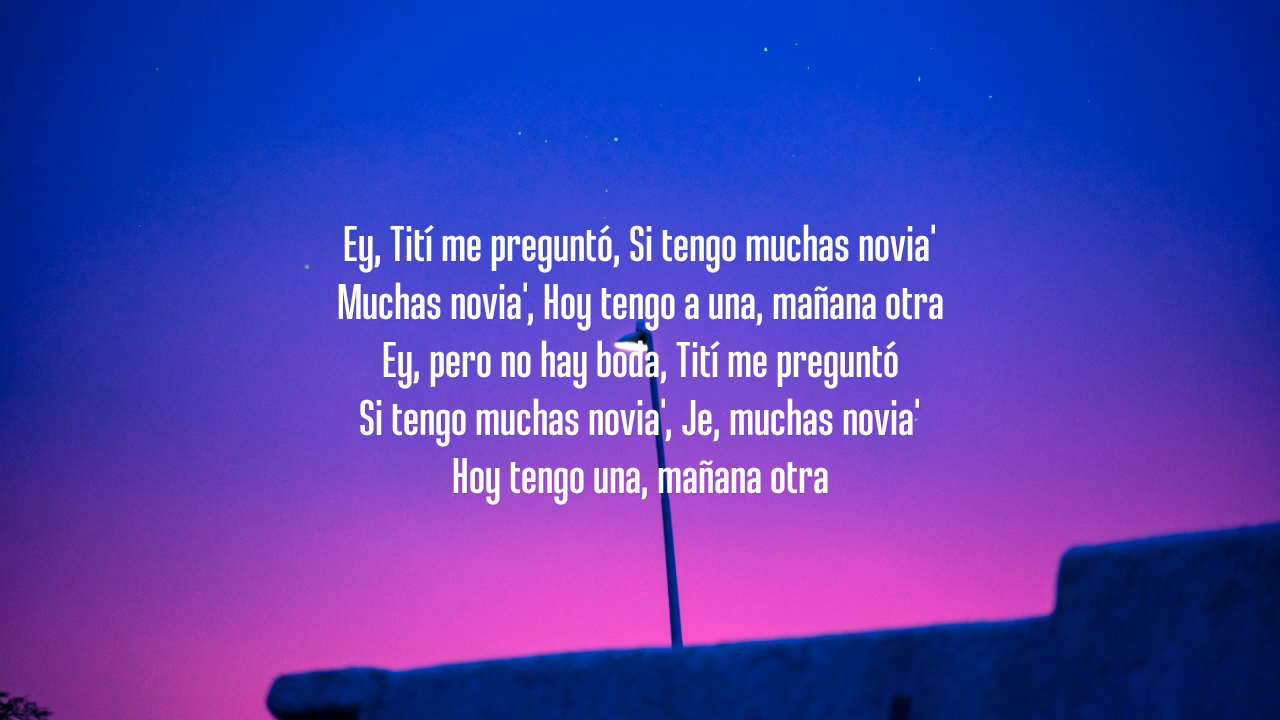 Ey, Tití me preguntó, Si tengo muchas novia'
Muchas novia', Hoy tengo a una, mañana otra
Ey, pero no hay boda, Tití me preguntó
Si tengo muchas novia', Je, muchas novia'
Hoy tengo una, mañana otra